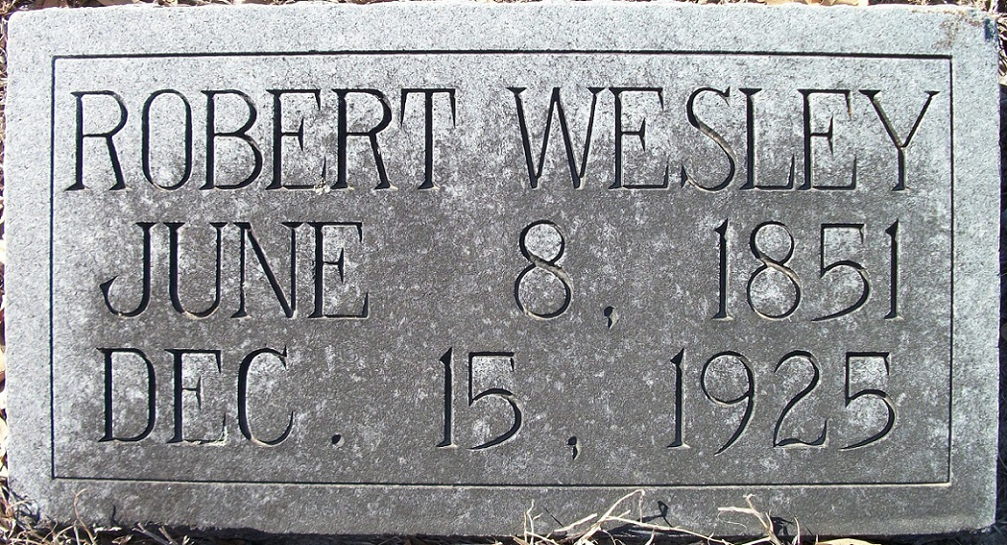 ROBERT WESLEY
JUNE 8, 1851
DEC. 15, 1925